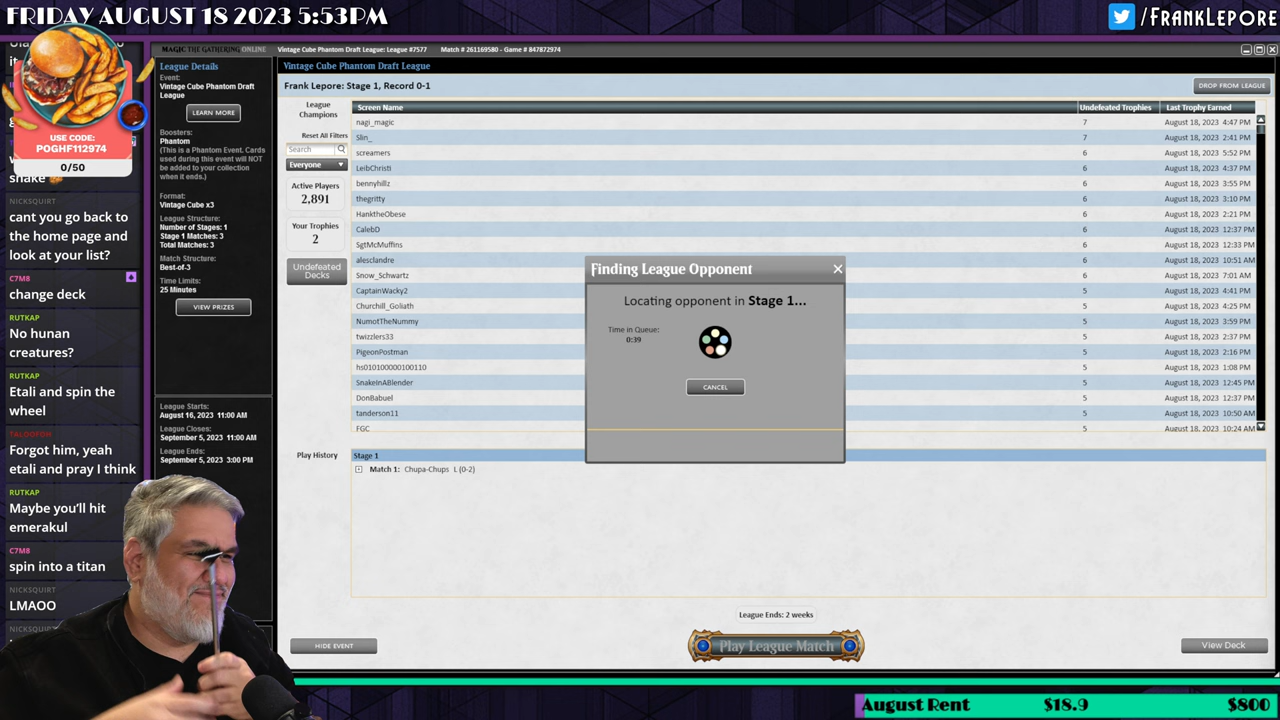 FRIDAY AUGUST 18 2023 5:53PM
/FRANKLEPORE
USE CODE:
POGHF112974
0/50
snake
NICKSQUIRT
cant you go back to
the home page and
look at your list?
C7M8
change deck
RUTKAP
No hunan
creatures?
RUTKAP
Etali and spin the
wheel
TALOOFOH
Forgot him, yeah
etali and pray I think
RUTKAP
Maybe you'll hit
emerakul
C7M8
spin into a titan
NICKSQUIRT
LMAOO
NICKSQUIRT
MAGIC THE GATHERING ONLINE
Vintage Cube Phantom Draft League: League #7577
Match # 261169580 - Game # 847872974
League Details
Event:
Vintage Cube Phantom Draft
League
LEARN MORE
Boosters:
Phantom
(This is a Phantom Event. Cards
used during this event will NOT
be added to your collection
when it ends.)
Format:
Vintage Cube x3
League Structure:
Number of Stages: 1
Stage 1 Matches: 3
Total Matches: 3
Match Structure:
Best-of-3
Time Limits:
25 Minutes
VIEW PRIZES
League Starts:
August 16, 2023 11:00 AM
League Closes:
September 5, 2023 11:00 AM
League Ends:
September 5, 2023 3:00 PM
Vintage Cube Phantom Draft League
Frank Lepore: Stage 1, Record 0-1
DROP FROM LEAGUE
League
Champions
Reset All Filters
Search
Everyone
Active Players
2,891
Your Trophies
2
Undefeated
Decks
Screen Name Undefeated Trophies Last Trophy Earned
nagi_magic 7 August 18, 2023 4:47 PM
Slin_ 7 August 18, 2023 2:41 PM
screamers 6 August 18, 2023 5:52 PM
LeibChristi 6 August 18, 2023 4:37 PM
bennyhillz 6 August 18, 2023 3:55 PM
thegritty 6 August 18, 2023 3:10 PM
HanktheObese 6 August 18, 2023 2:21 PM
CalebD 6 August 18, 2023 12:37 PM
SgtMcMuffins 6 August 18, 2023 12:33 PM
alesclandre 6 August 18, 2023 10:51 AM
Snow_Schwartz 6 August 18, 2023 7:01 AM
CaptainWacky2 5 August 18, 2023 4:41 PM
Churchill_Goliath 5 August 18, 2023 4:25 PM
NumotTheNummy 5 August 18, 2023 3:59 PM
twizzlers33 5 August 18, 2023 2:37 PM
PigeonPostman 5 August 18, 2023 2:16 PM
hs010100000100110 5 August 18, 2023 1:08 PM
SnakeInABlender 5 August 18, 2023 12:45 PM
DonBabuel 5 August 18, 2023 12:37 PM
tanderson11 5 August 18, 2023 10:50 AM
FGC 5 August 18, 2023 10:24 AM
Finding League Opponent
Locating opponent in Stage 1...
Time in Queue:
0:39
CANCEL
Play History
Stage 1
Match 1: Chupa-Chups L (0-2)
League Ends: 2 weeks
HIDE EVENT
Play League Match
View Deck
August Rent $18.9 $800